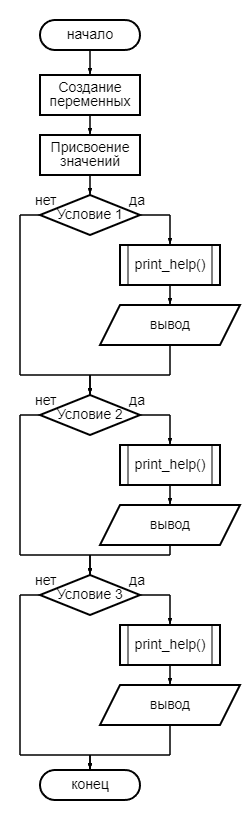 начало
Создание
переменных
Присвоение
значений
нет
да
Условие 1
print_help()
вывод
нет
да
Условие 2
print_help()
вывод
нет
да
Условие 3
print_help()
вывод
конец